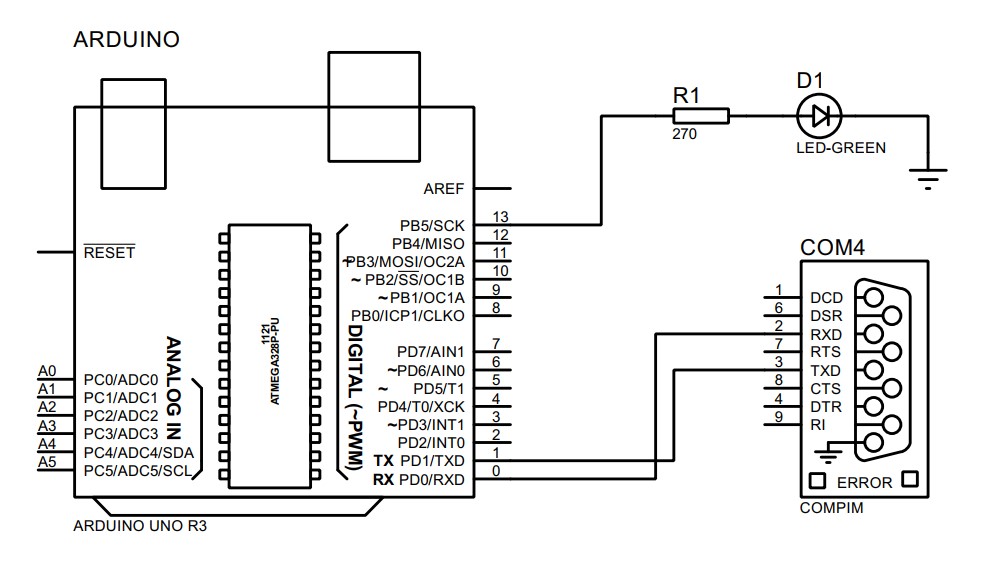 ARDUINO
AREF
RESET
PB5/SCK 13
PB4/MISO 12
~PB3/MOSI/OC2A 11
~ PB2/SS/OC1B 10
~PB1/OC1A 9
PB0/ICP1/CLKO 8
PD7/AIN1 7
~PD6/AIN0 6
~ PD5/T1 5
PD4/T0/XCK 4
~PD3/INT1 3
PD2/INT0 2
TX PD1/TXD 1
RX PD0/RXD 0
DIGITAL (~PWM)
1121
ATMEGA328P-PU
ANALOG IN
A0 PC0/ADC0
A1 PC1/ADC1
A2 PC2/ADC2
A3 PC3/ADC3
A4 PC4/ADC4/SDA
A5 PC5/ADC5/SCL
ARDUINO UNO R3
R1
270
D1
LED-GREEN
COM4
1 DCD
6 DSR
2 RXD
7 RTS
3 TXD
8 CTS
4 DTR
9 RI
ERROR
COMPIM